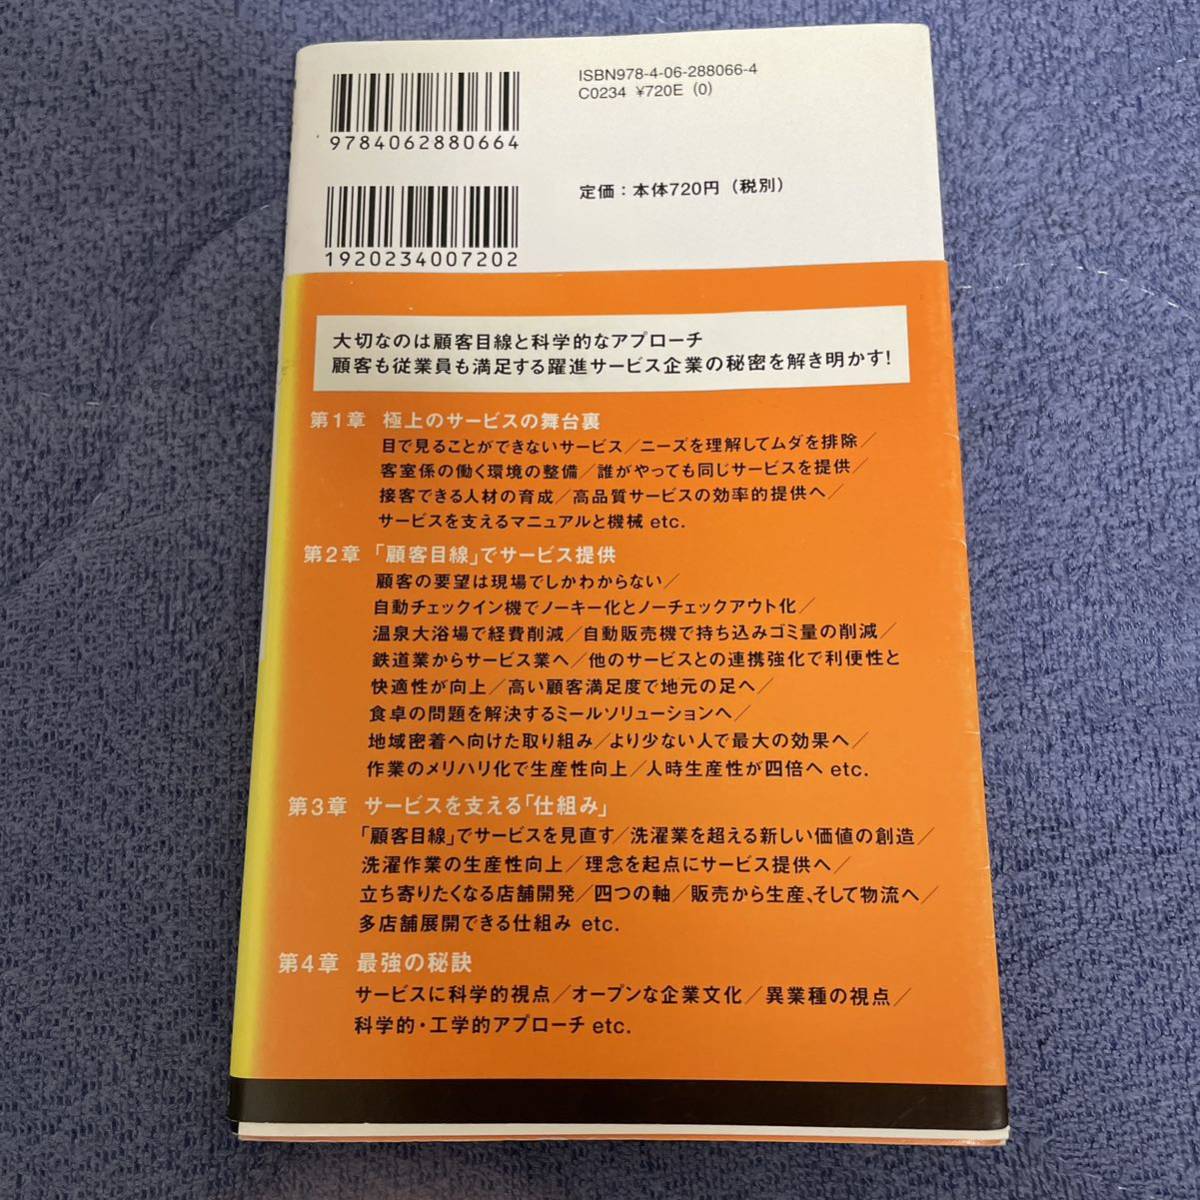 ISBN978-4-06-288066-4
C0234 ¥720E (0)
9784062880664
定価：本体720円（税別）
1920234007202
大切なのは顧客目線と科学的なアプローチ
顧客も従業員も満足する躍進サービス企業の秘密を解き明かす！
第1章 極上のサービスの舞台裏
目で見ることができないサービス／ニーズを理解してムダを排除／
客室係の働く環境の整備／誰がやっても同じサービスを提供／
接客できる人材の育成／高品質サービスの効率的提供へ／
サービスを支えるマニュアルと機械 etc.
第2章 「顧客目線」でサービス提供
顧客の要望は現場でしかわからない／
自動チェックイン機でノーキー化とノーチェックアウト化／
温泉大浴場で経費削減／自動販売機で持ち込みゴミ量の削減／
鉄道業からサービス業へ／他のサービスとの連携強化で利便性と
快適性が向上／高い顧客満足度で地元の足へ／
食卓の問題を解決するミールソリューションへ／
地域密着へ向けた取り組み／より少ない人で最大の効果へ／
作業のメリハリ化で生産性向上／人時生産性が四倍へ etc.
第3章 サービスを支える「仕組み」
「顧客目線」でサービスを見直す／洗濯業を超える新しい価値の創造／
洗濯作業の生産性向上／理念を起点にサービス提供へ／
立ち寄りたくなる店舗開発／四つの軸／販売から生産、そして物流へ／
多店舗展開できる仕組み etc.
第4章 最強の秘訣
サービスに科学的視点／オープンな企業文化／異業種の視点／
科学的・工学的アプローチ etc.